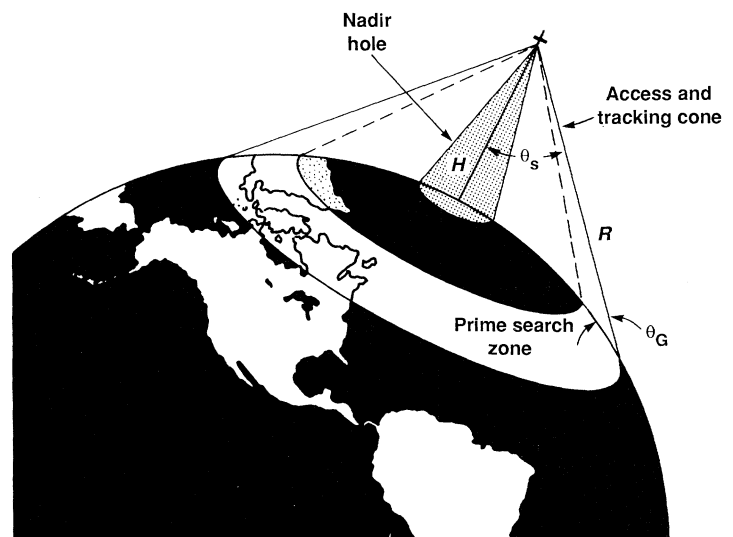 Nadir
hole
Access and
tracking cone
H
θs
R
Prime search
zone
θG